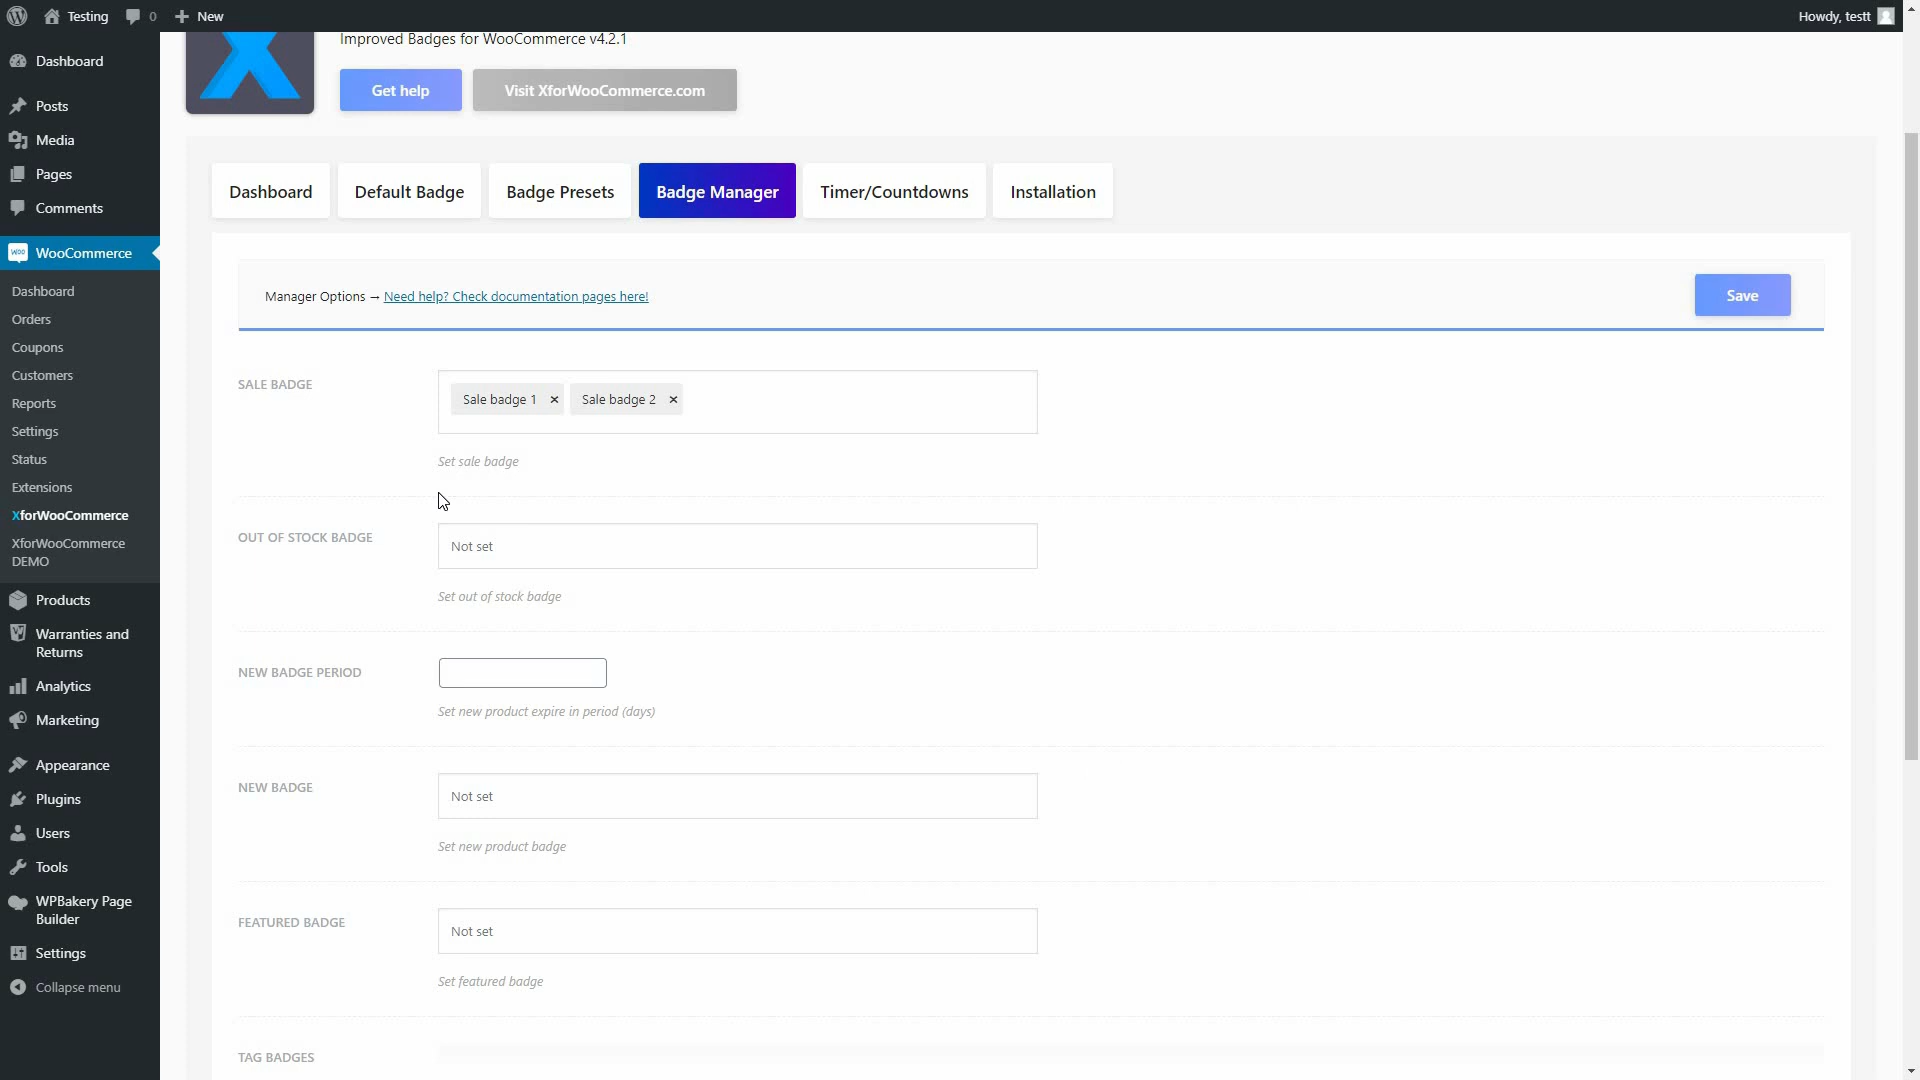 Testing
0
New
Howdy, testt
Dashboard
Posts
Media
Pages
Comments
WooCommerce
Dashboard
Orders
Coupons
Customers
Reports
Settings
Status
Extensions
XforWooCommerce
XforWooCommerce
DEMO
Products
Warranties and
Returns
Analytics
Marketing
Appearance
Plugins
Users
Tools
WPBakery Page
Builder
Settings
Collapse menu
Improved Badges for WooCommerce v4.2.1
Get help
Visit XforWooCommerce.com
Dashboard
Default Badge
Badge Presets
Badge Manager
Timer/Countdowns
Installation
Manager Options → Need help? Check documentation pages here!
Save
SALE BADGE
Sale badge 1 ×
Sale badge 2 ×
Set sale badge
OUT OF STOCK BADGE
Not set
Set out of stock badge
NEW BADGE PERIOD
Set new product expire in period (days)
NEW BADGE
Not set
Set new product badge
FEATURED BADGE
Not set
Set featured badge
TAG BADGES